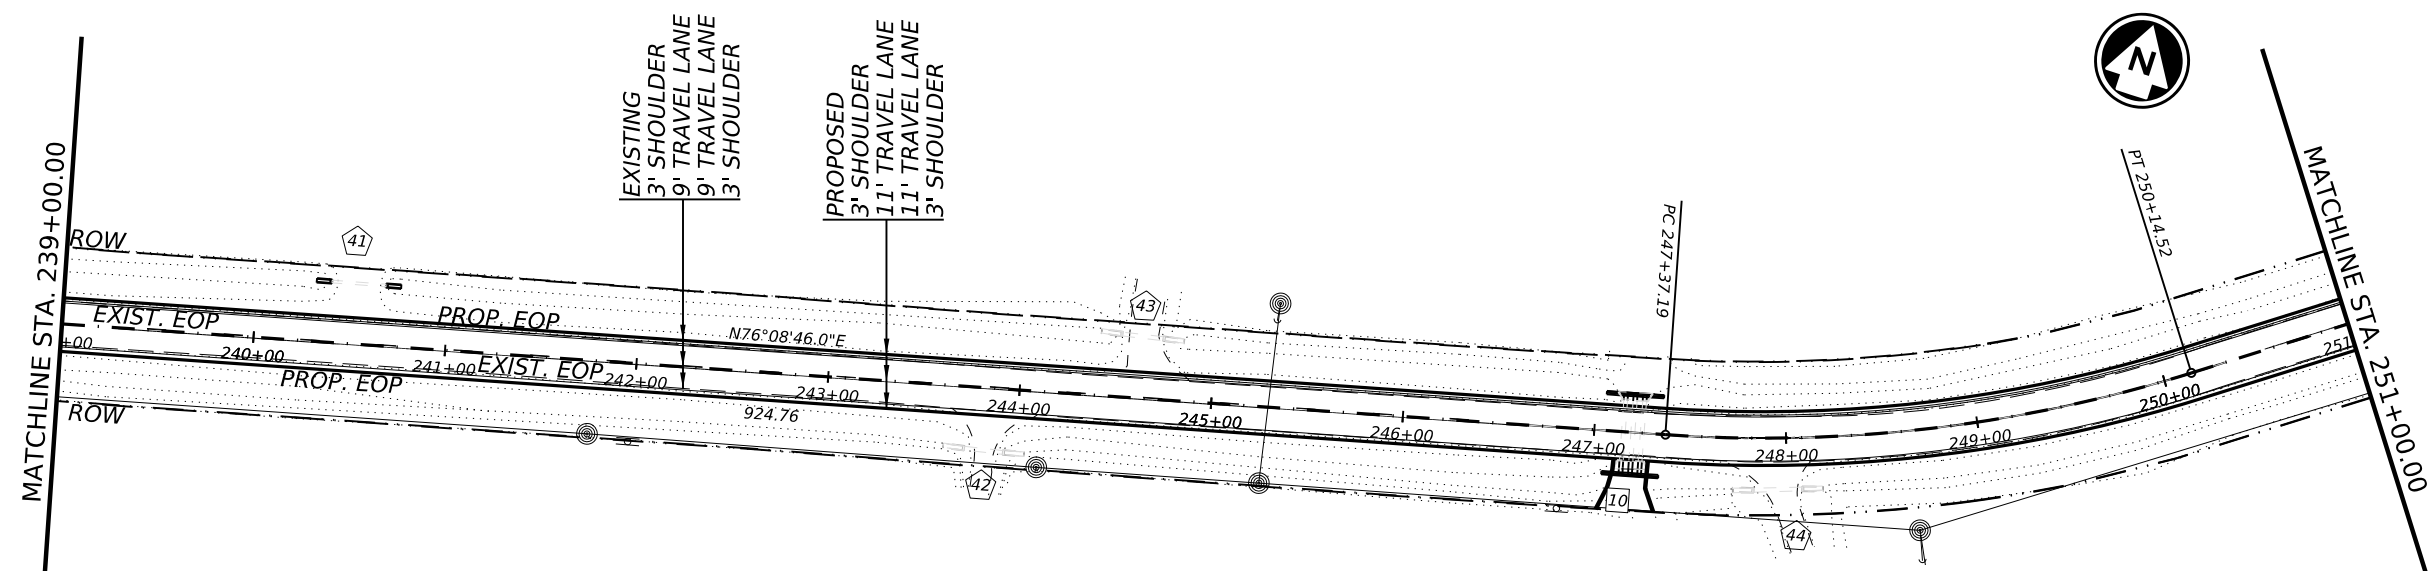 MATCHLINE STA. 239+00.00
ROW
41
EXIST. EOP
PROP. EOP
+00
240+00
241+00
EXIST. EOP
242+00
PROP. EOP
ROW
EXISTING
3' SHOULDER
9' TRAVEL LANE
9' TRAVEL LANE
3' SHOULDER
PROPOSED
3' SHOULDER
11' TRAVEL LANE
11' TRAVEL LANE
3' SHOULDER
N76°08'46.0"E
924.76
243+00
244+00
42
43
245+00
246+00
247+00
10
PC 247+37.19
248+00
44
249+00
250+00
PT 250+14.52
N
251
MATCHLINE STA. 251+00.00